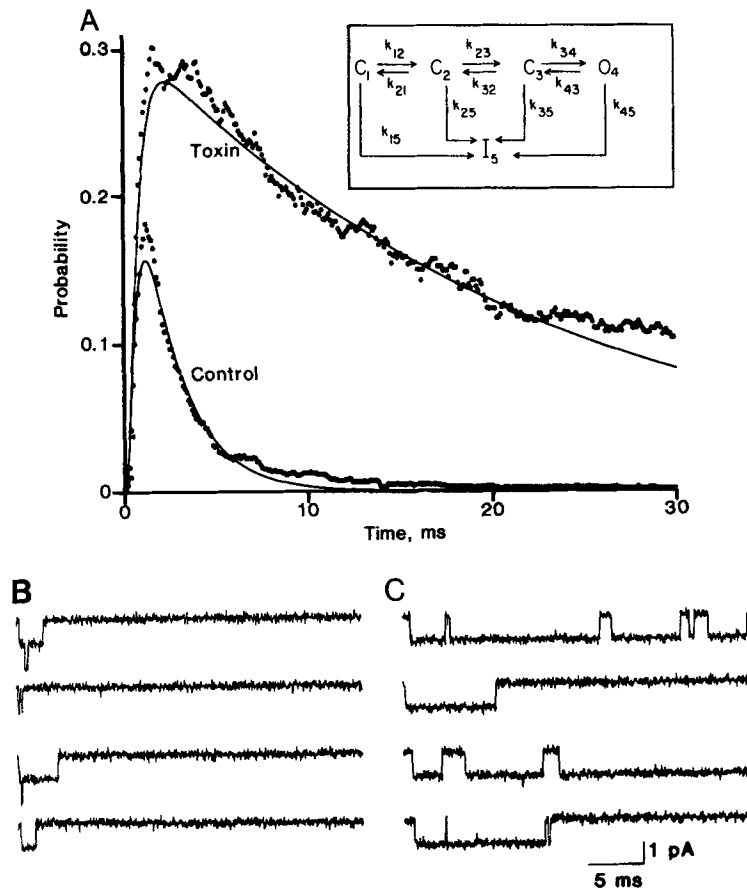 A
0.3
0.2
0.1
0
Probability
Toxin
Control
0
10
20
30
Time, ms
k12 k23 k34
C1 C2 C3 O4
k21 k32 k43
k25 k35 k45
k15
I5
B
C
1 pA
5 ms